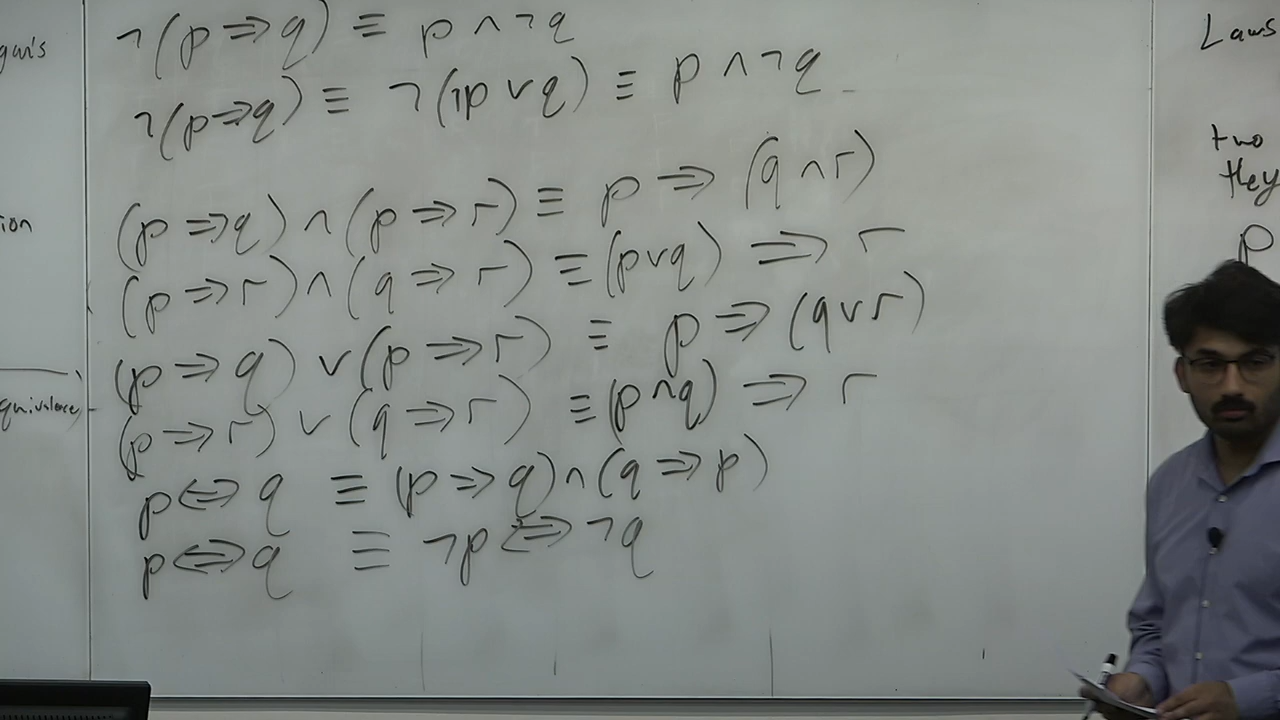 ¬(p ⇒ q) ≡ p ∧ ¬q
¬(p ⇒ q) ≡ ¬(¬p ∨ q) ≡ p ∧ ¬q
(p ⇒ q) ∧ (p ⇒ r) ≡ p ⇒ (q ∧ r)
(p ⇒ r) ∧ (q ⇒ r) ≡ (p ∨ q) ⇒ r
(p ⇒ q) ∨ (p ⇒ r) ≡ p ⇒ (q ∨ r)
(p ⇒ r) ∨ (q ⇒ r) ≡ (p ∧ q) ⇒ r
p ⇔ q ≡ (p ⇒ q) ∧ (q ⇒ p)
p ⇔ q ≡ ¬p ⇔ ¬q
Laws
two
they
p